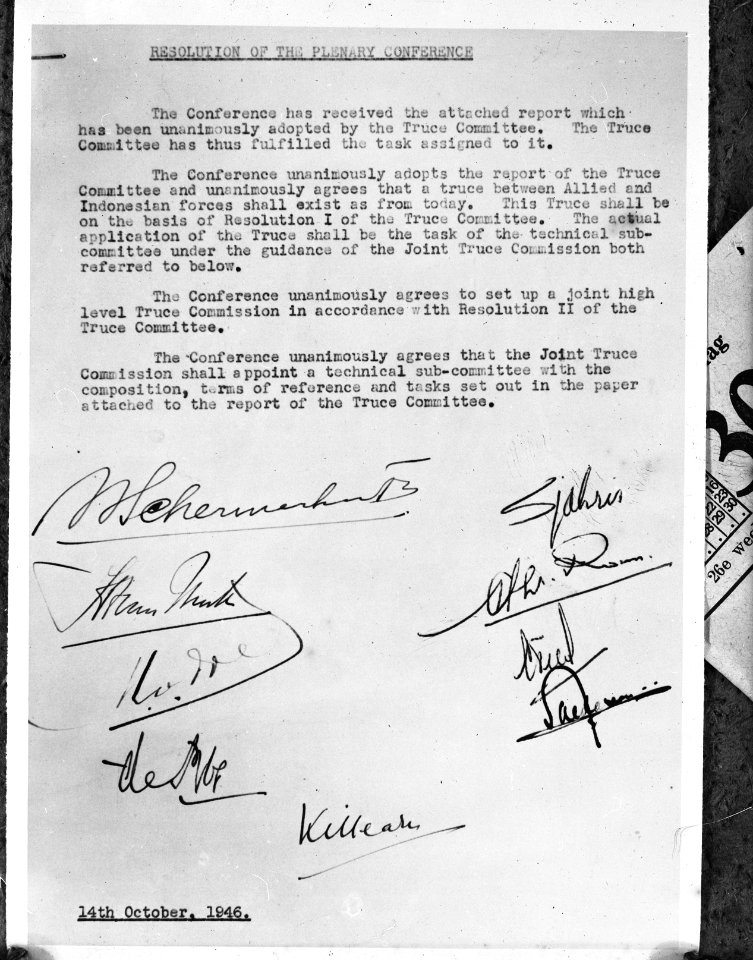 RESOLUTION OF THE PLENARY CONFERENCE
The Conference has received the attached report which
has been unanimously adopted by the Truce Committee. The Truce
Committee has thus fulfilled the task assigned to it.
The Conference unanimously adopts the report of the Truce
Committee and unanimously agrees that a truce between Allied and
Indonesian forces shall exist as from today. This Truce shall be
on the basis of Resolution I of the Truce Committee. The actual
application of the Truce shall be the task of the technical sub-
committee under the guidance of the Joint Truce Commission both
referred to below.
The Conference unanimously agrees to set up a joint high
level Truce Commission in accordance with Resolution II of the
Truce Committee.
The Conference unanimously agrees that the Joint Truce
Commission shall appoint a technical sub-committee with the
composition, terms of reference and tasks set out in the paper
attached to the report of the Truce Committee.
Schermerhorn
Sjahrir
de Boer
Killearn
14th October, 1946.
30
26e